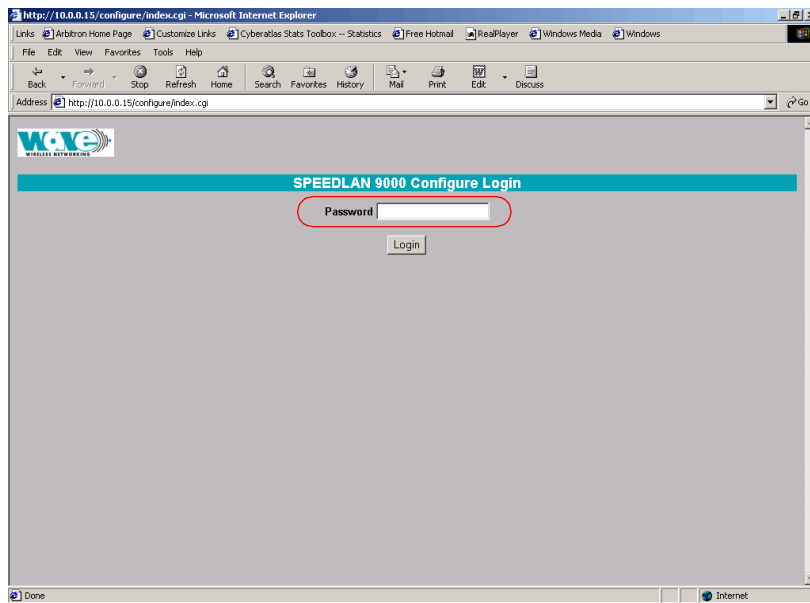 http://10.0.0.15/configure/index.cgi - Microsoft Internet Explorer
Links Arbitron Home Page Customize Links Cyberatlas Stats Toolbox -- Statistics Free Hotmail RealPlayer Windows Media Windows
File Edit View Favorites Tools Help
Back Forward Stop Refresh Home Search Favorites History Mail Print Edit Discuss
Address http://10.0.0.15/configure/index.cgi Go
WAVE
WIRELESS NETWORKING
SPEEDLAN 9000 Configure Login
Password
Login
Done Internet